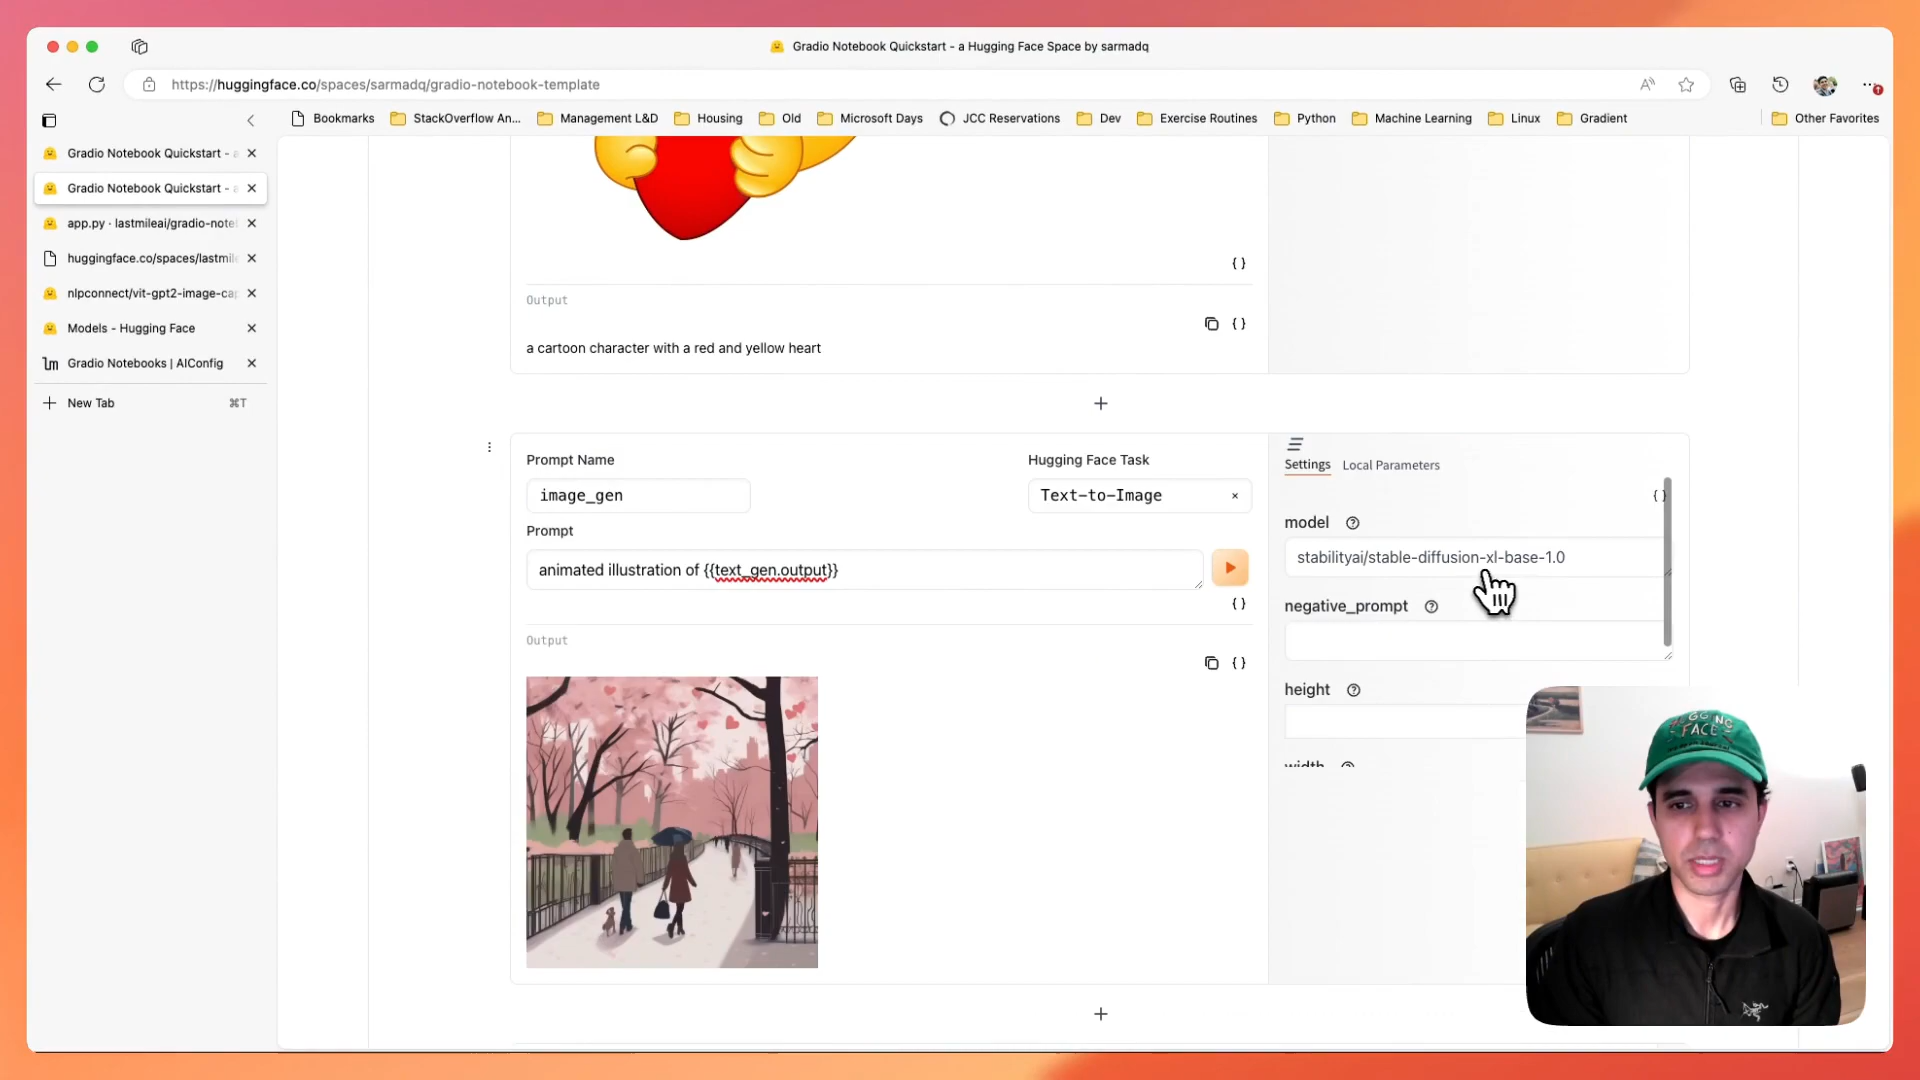 Gradio Notebook Quickstart - a Hugging Face Space by sarmadq
https://huggingface.co/spaces/sarmadq/gradio-notebook-template
Bookmarks StackOverflow An... Management L&D Housing Old Microsoft Days JCC Reservations Dev Exercise Routines Python Machine Learning Linux Gradient Other Favorites
Gradio Notebook Quickstart - a
Gradio Notebook Quickstart - a
app.py · lastmileai/gradio-note
huggingface.co/spaces/lastmile
nlpconnect/vit-gpt2-image-cap
Models - Hugging Face
Gradio Notebooks | AIConfig
New Tab ⌘T
{ }
Output
{ }
a cartoon character with a red and yellow heart
Prompt Name Hugging Face Task
image_gen Text-to-Image
Prompt
animated illustration of {{text_gen.output}}
{ }
Output
{ }
Settings Local Parameters
{ }
model
stabilityai/stable-diffusion-xl-base-1.0
negative_prompt
height
width
HUGGING
FACE